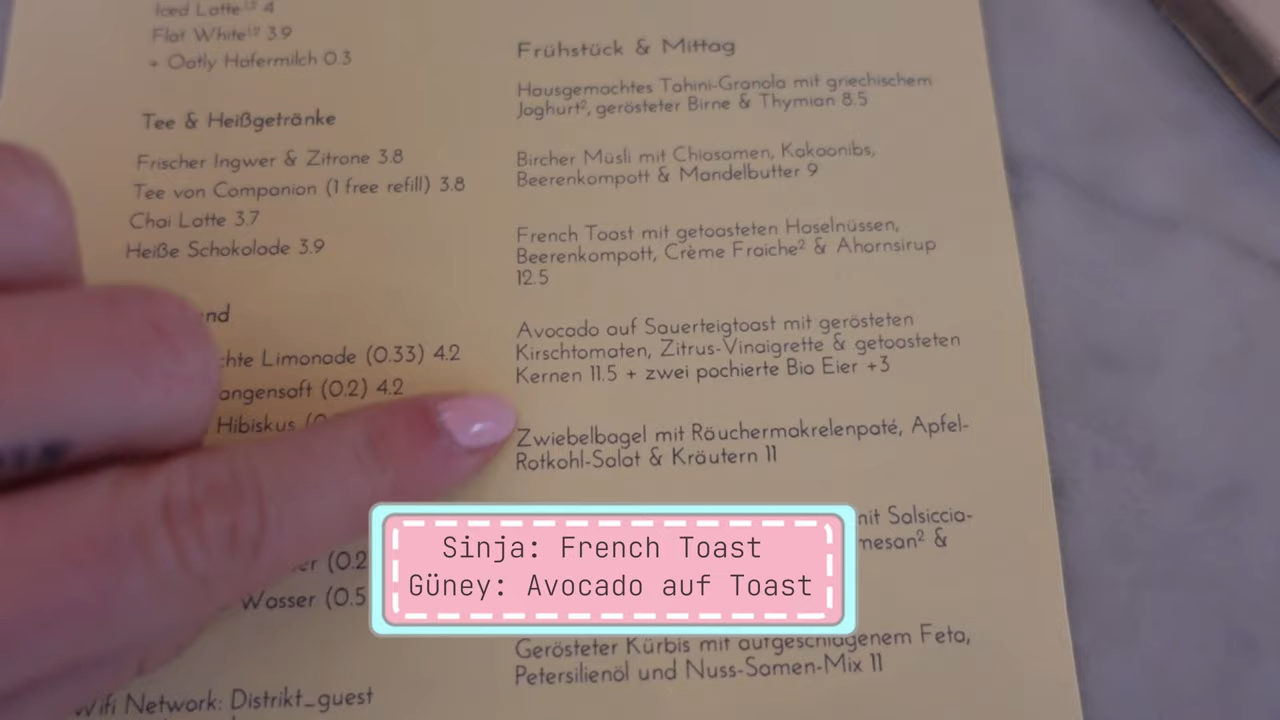 Iced Latte¹² 4
Flat White¹² 3.9
+ Oatly Hafermilch 0.3
Tee & Heißgetränke
Frischer Ingwer & Zitrone 3.8
Tee von Companion (1 free refill) 3.8
Chai Latte 3.7
Heiße Schokolade 3.9
Limonade (0.33) 4.2
(0.2) 4.2
Hibiskus
(0.2
Wasser (0.5
Wifi Network: Distrikt_guest
Frühstück & Mittag
Hausgemachtes Tahini-Granola mit griechischem
Joghurt², gerösteter Birne & Thymian 8.5
Bircher Müsli mit Chiasamen, Kakaonibs,
Beerenkompott & Mandelbutter 9
French Toast mit getoasteten Haselnüssen,
Beerenkompott, Crème Fraiche² & Ahornsirup
12.5
Avocado auf Sauerteigtoast mit gerösteten
Kirschtomaten, Zitrus-Vinaigrette & getoasteten
Kernen 11.5 + zwei pochierte Bio Eier +3
Zwiebelbagel mit Räuchermakrelenpaté, Apfel-
Rotkohl-Salat & Kräutern 11
mit Salsiccia-
&
Gerösteter Kürbis mit aufgeschlagenem Feta,
Petersilienöl und Nuss-Samen-Mix 11
Sinja: French Toast
Güney: Avocado auf Toast